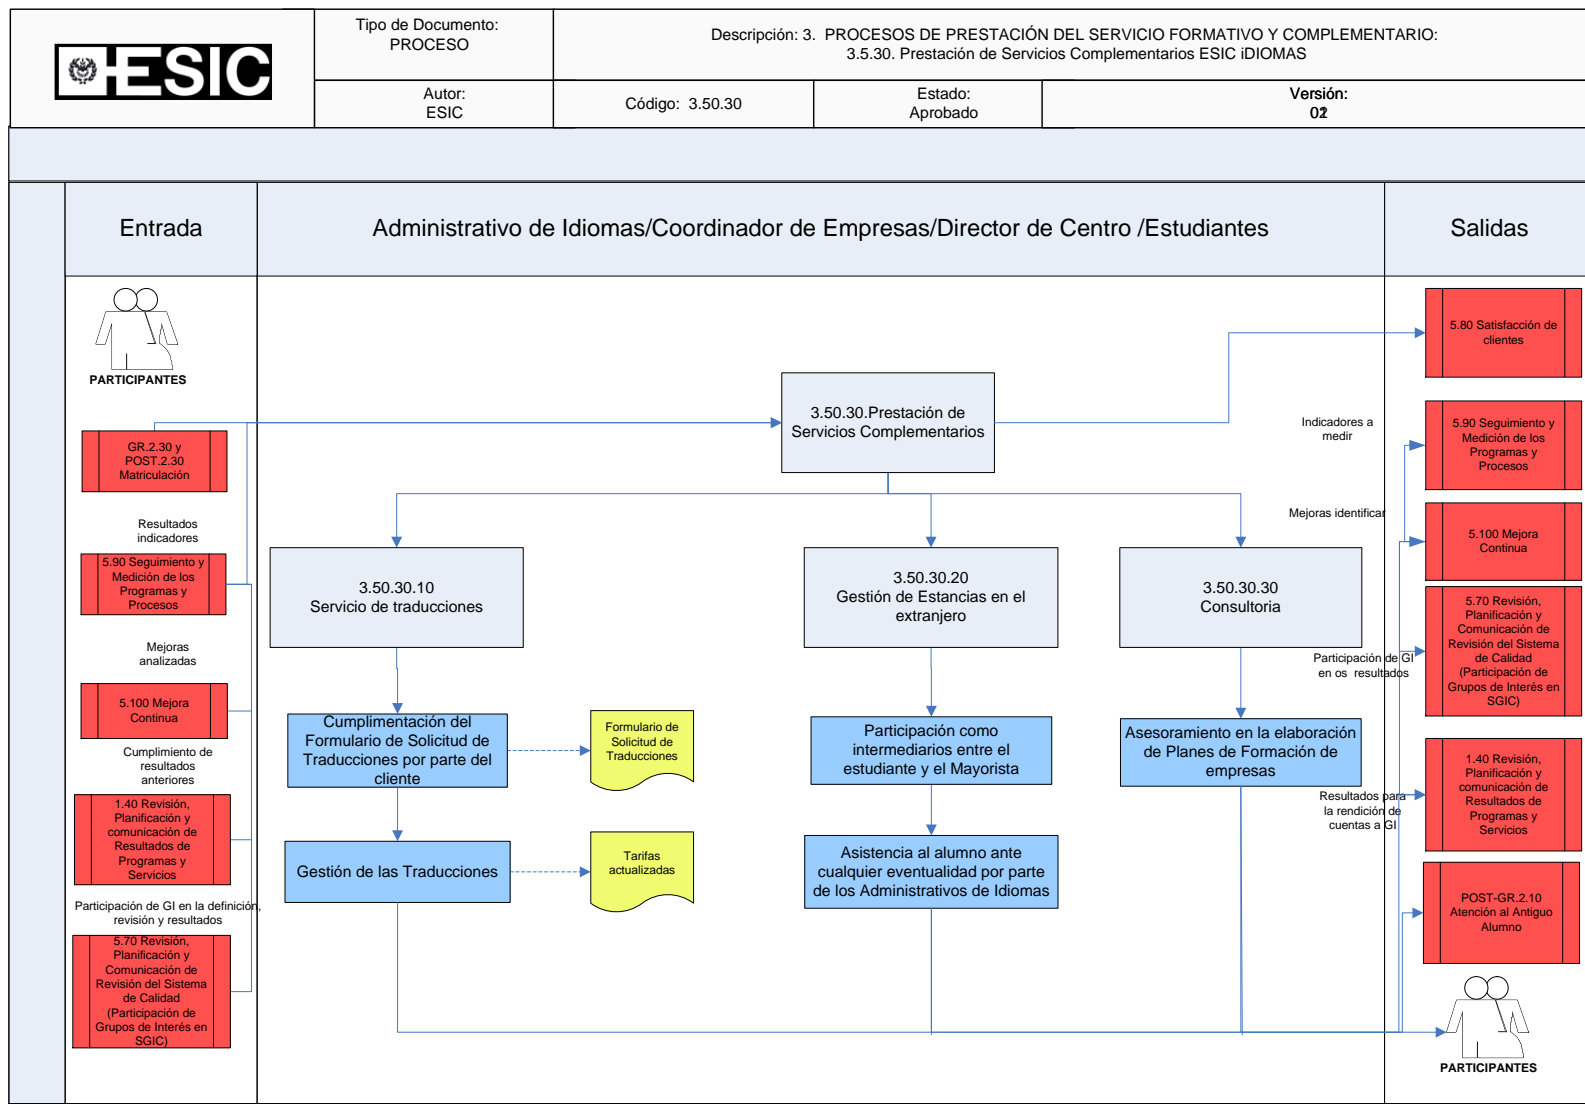 ESIC
Tipo de Documento:
PROCESO
Descripción: 3. PROCESOS DE PRESTACIÓN DEL SERVICIO FORMATIVO Y COMPLEMENTARIO:
3.5.30. Prestación de Servicios Complementarios ESIC iDIOMAS
Autor:
ESIC
Código: 3.50.30
Estado:
Aprobado
Versión:
Entrada
Administrativo de Idiomas/Coordinador de Empresas/Director de Centro /Estudiantes
Salidas
PARTICIPANTES
GR.2.30 y
POST.2.30
Matriculación
Resultados
indicadores
5.90 Seguimiento y
Medición de los
Programas y
Procesos
Mejoras
analizadas
5.100 Mejora
Continua
Cumplimiento de
resultados
anteriores
1.40 Revisión,
Planificación y
comunicación de
Resultados de
Programas y
Servicios
Participación de GI en la definición,
revisión y resultados
5.70 Revisión,
Planificación y
Comunicación de
Revisión del Sistema
de Calidad
(Participación de
Grupos de Interés en
SGIC)
3.50.30.Prestación de
Servicios Complementarios
3.50.30.10
Servicio de traducciones
Cumplimentación del
Formulario de Solicitud de
Traducciones por parte del
cliente
Formulario de
Solicitud de
Traducciones
Gestión de las Traducciones
Tarifas
actualizadas
3.50.30.20
Gestión de Estancias en el
extranjero
Participación como
intermediarios entre el
estudiante y el Mayorista
Asistencia al alumno ante
cualquier eventualidad por parte
de los Administrativos de Idiomas
3.50.30.30
Consultoria
Asesoramiento en la elaboración
de Planes de Formación de
empresas
5.80 Satisfacción de
clientes
Indicadores a
medir
5.90 Seguimiento y
Medición de los
Programas y
Procesos
Mejoras identificar
5.100 Mejora
Continua
Participación de GI
en os resultados
5.70 Revisión,
Planificación y
Comunicación de
Revisión del Sistema
de Calidad
(Participación de
Grupos de Interés en
SGIC)
Resultados para
la rendición de
cuentas a GI
1.40 Revisión,
Planificación y
comunicación de
Resultados de
Programas y
Servicios
POST-GR.2.10
Atención al Antiguo
Alumno
PARTICIPANTES